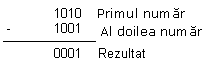 1010 Primul număr
- 1001 Al doilea număr
0001 Rezultat